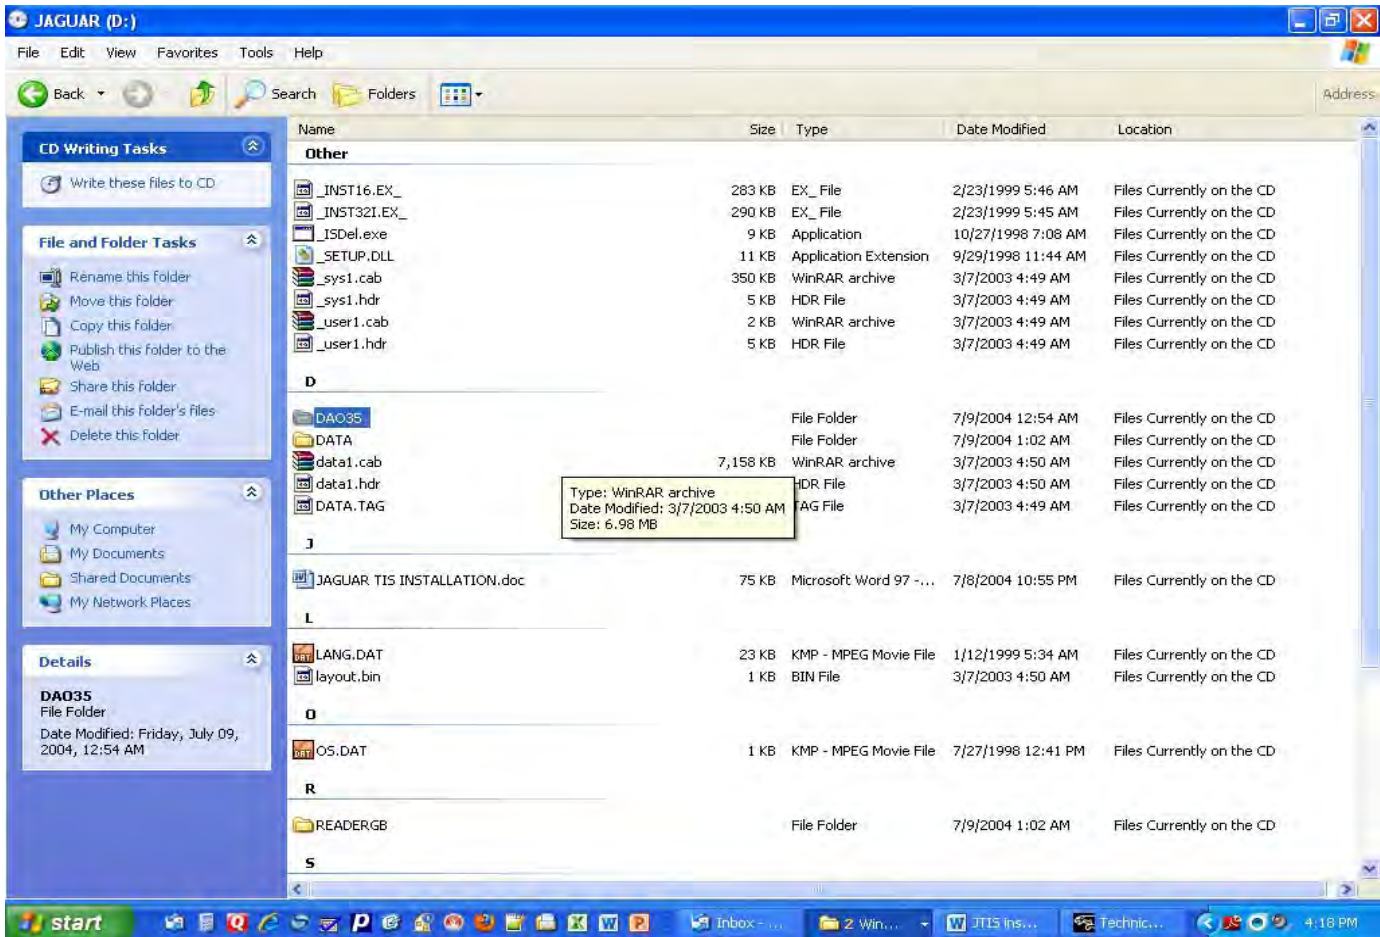 JAGUAR (D:)
File Edit View Favorites Tools Help
Back Search Folders Address
Name Size Type Date Modified Location
CD Writing Tasks
Write these files to CD
File and Folder Tasks
Rename this folder
Move this folder
Copy this folder
Publish this folder to the
Web
Share this folder
E-mail this folder's files
Delete this folder
Other Places
My Computer
My Documents
Shared Documents
My Network Places
Details
DAO35
File Folder
Date Modified: Friday, July 09,
2004, 12:54 AM
Other
_INST16.EX_ 283 KB EX_ File 2/23/1999 5:46 AM Files Currently on the CD
_INST32I.EX_ 290 KB EX_ File 2/23/1999 5:45 AM Files Currently on the CD
_ISDel.exe 9 KB Application 10/27/1998 7:08 AM Files Currently on the CD
_SETUP.DLL 11 KB Application Extension 9/29/1998 11:44 AM Files Currently on the CD
_sys1.cab 350 KB WinRAR archive 3/7/2003 4:49 AM Files Currently on the CD
_sys1.hdr 5 KB HDR File 3/7/2003 4:49 AM Files Currently on the CD
_user1.cab 2 KB WinRAR archive 3/7/2003 4:49 AM Files Currently on the CD
_user1.hdr 5 KB HDR File 3/7/2003 4:49 AM Files Currently on the CD
D
DAO35 File Folder 7/9/2004 12:54 AM Files Currently on the CD
DATA File Folder 7/9/2004 1:02 AM Files Currently on the CD
data1.cab 7,158 KB WinRAR archive 3/7/2003 4:50 AM Files Currently on the CD
data1.hdr HDR File 3/7/2003 4:50 AM Files Currently on the CD
DATA.TAG TAG File 3/7/2003 4:49 AM Files Currently on the CD
Type: WinRAR archive
Date Modified: 3/7/2003 4:50 AM
Size: 6.98 MB
J
JAGUAR TIS INSTALLATION.doc 75 KB Microsoft Word 97 -... 7/8/2004 10:55 PM Files Currently on the CD
L
LANG.DAT 23 KB KMP - MPEG Movie File 1/12/1999 5:34 AM Files Currently on the CD
layout.bin 1 KB BIN File 3/7/2003 4:50 AM Files Currently on the CD
O
OS.DAT 1 KB KMP - MPEG Movie File 7/27/1998 12:41 PM Files Currently on the CD
R
READERGB File Folder 7/9/2004 1:02 AM Files Currently on the CD
S
start Inbox - ... 2 Win... JTIS ins... Technic... 4:18 PM